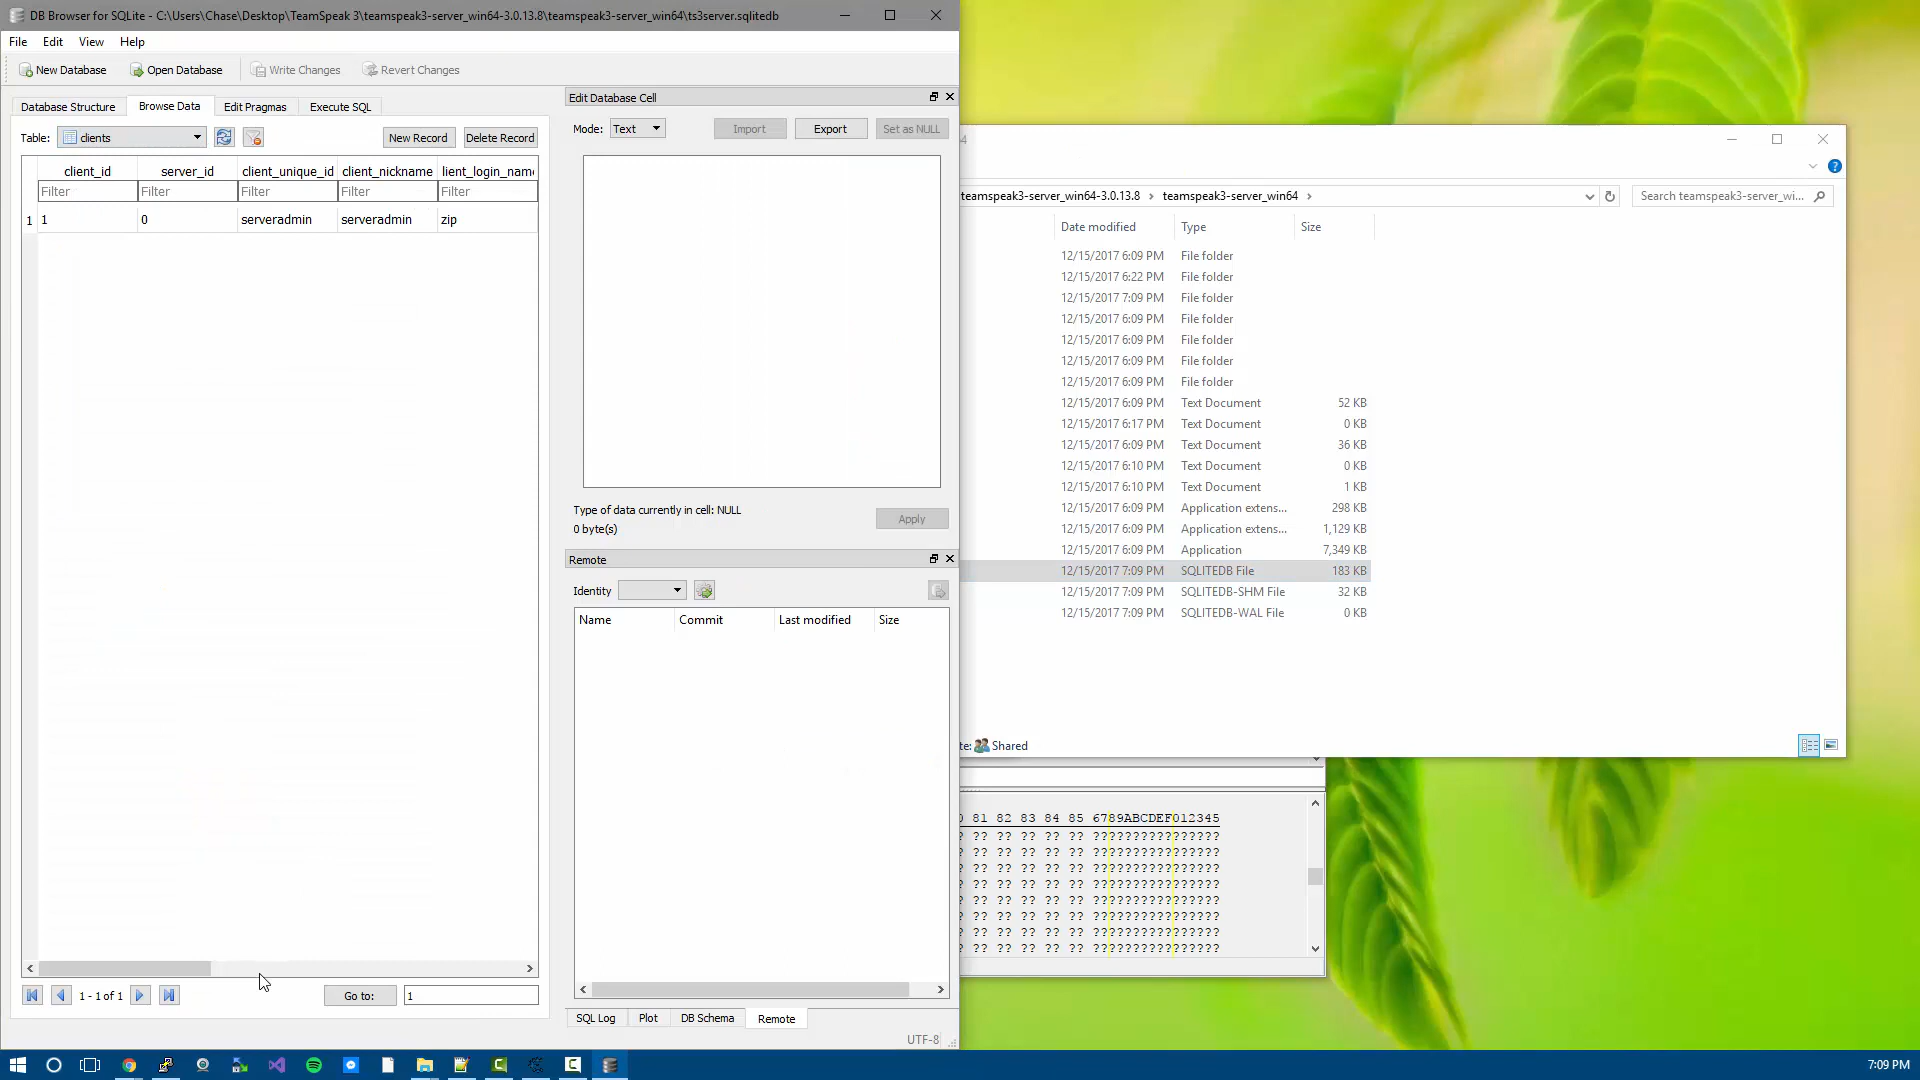 DB Browser for SQLite - C:\Users\Chase\Desktop\TeamSpeak 3\teamspeak3-server_win64-3.0.13.8\teamspeak3-server_win64\ts3server.sqlitedb
File Edit View Help
New Database Open Database Write Changes Revert Changes
Database Structure Browse Data Edit Pragmas Execute SQL
Table: clients New Record Delete Record
client_id server_id client_unique_id client_nickname lient_login_nam
Filter Filter Filter Filter Filter
1 1 0 serveradmin serveradmin zip
1 - 1 of 1 Go to: 1
Edit Database Cell
Mode: Text Import Export Set as NULL
Type of data currently in cell: NULL
0 byte(s)
Apply
Remote
Identity
Name Commit Last modified Size
SQL Log Plot DB Schema Remote
UTF-8
4
teamspeak3-server_win64-3.0.13.8 teamspeak3-server_win64 Search teamspeak3-server_wi...
Date modified Type Size
12/15/2017 6:09 PM File folder
12/15/2017 6:22 PM File folder
12/15/2017 7:09 PM File folder
12/15/2017 6:09 PM File folder
12/15/2017 6:09 PM File folder
12/15/2017 6:09 PM File folder
12/15/2017 6:09 PM File folder
12/15/2017 6:09 PM Text Document 52 KB
12/15/2017 6:17 PM Text Document 0 KB
12/15/2017 6:09 PM Text Document 36 KB
12/15/2017 6:10 PM Text Document 0 KB
12/15/2017 6:10 PM Text Document 1 KB
12/15/2017 6:09 PM Application extens... 298 KB
12/15/2017 6:09 PM Application extens... 1,129 KB
12/15/2017 6:09 PM Application 7,349 KB
12/15/2017 7:09 PM SQLITEDB File 183 KB
12/15/2017 7:09 PM SQLITEDB-SHM File 32 KB
12/15/2017 7:09 PM SQLITEDB-WAL File 0 KB
te: Shared
81 82 83 84 85 6789ABCDEF012345
? ?? ?? ?? ?? ?? ????????????????
? ?? ?? ?? ?? ?? ????????????????
? ?? ?? ?? ?? ?? ????????????????
? ?? ?? ?? ?? ?? ????????????????
? ?? ?? ?? ?? ?? ????????????????
? ?? ?? ?? ?? ?? ????????????????
? ?? ?? ?? ?? ?? ????????????????
? ?? ?? ?? ?? ?? ????????????????
7:09 PM